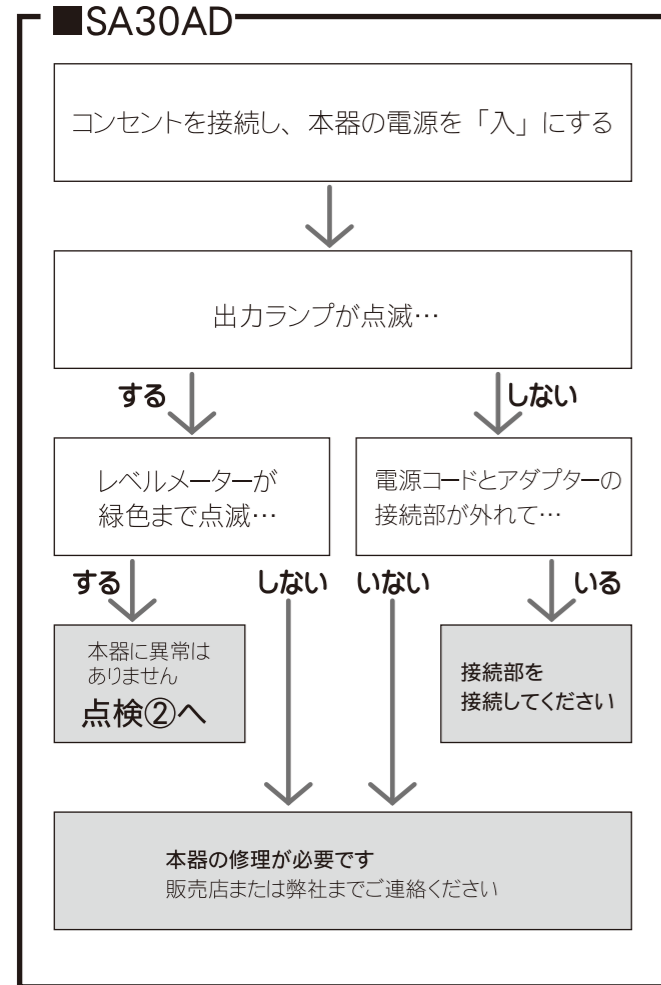 ■SA30AD
コンセントを接続し、本器の電源を「入」にする
出力ランプが点滅…
する
しない
レベルメーターが
緑色まで点滅…
電源コードとアダプターの
接続部が外れて…
する
しない
いない
いる
本器に異常は
ありません
点検②へ
接続部を
接続してください
本器の修理が必要です
販売店または弊社までご連絡ください